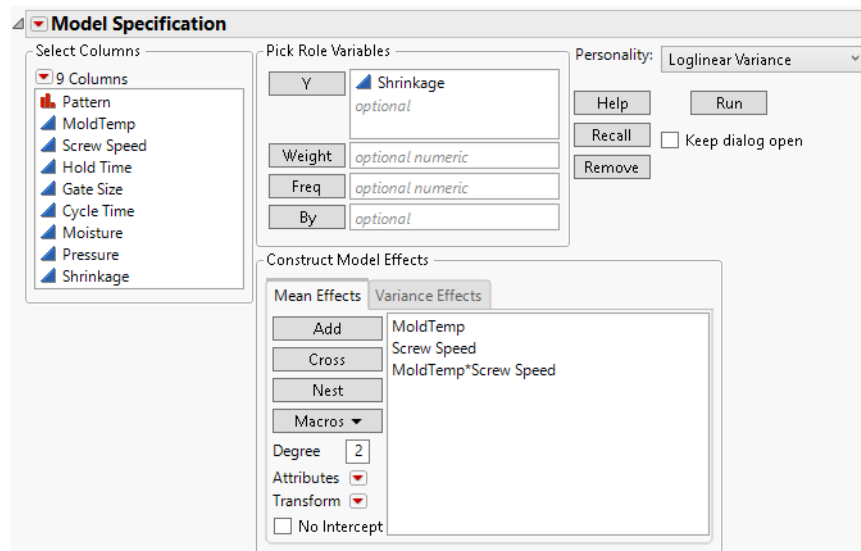 Model Specification
Select Columns
9 Columns
Pattern
MoldTemp
Screw Speed
Hold Time
Gate Size
Cycle Time
Moisture
Pressure
Shrinkage
Pick Role Variables
Y
Shrinkage
optional
Weight
optional numeric
Freq
optional numeric
By
optional
Personality:
Loglinear Variance
Help
Run
Recall
Keep dialog open
Remove
Construct Model Effects
Mean Effects
Variance Effects
Add
Cross
Nest
Macros
Degree
2
Attributes
Transform
No Intercept
MoldTemp
Screw Speed
MoldTemp*Screw Speed